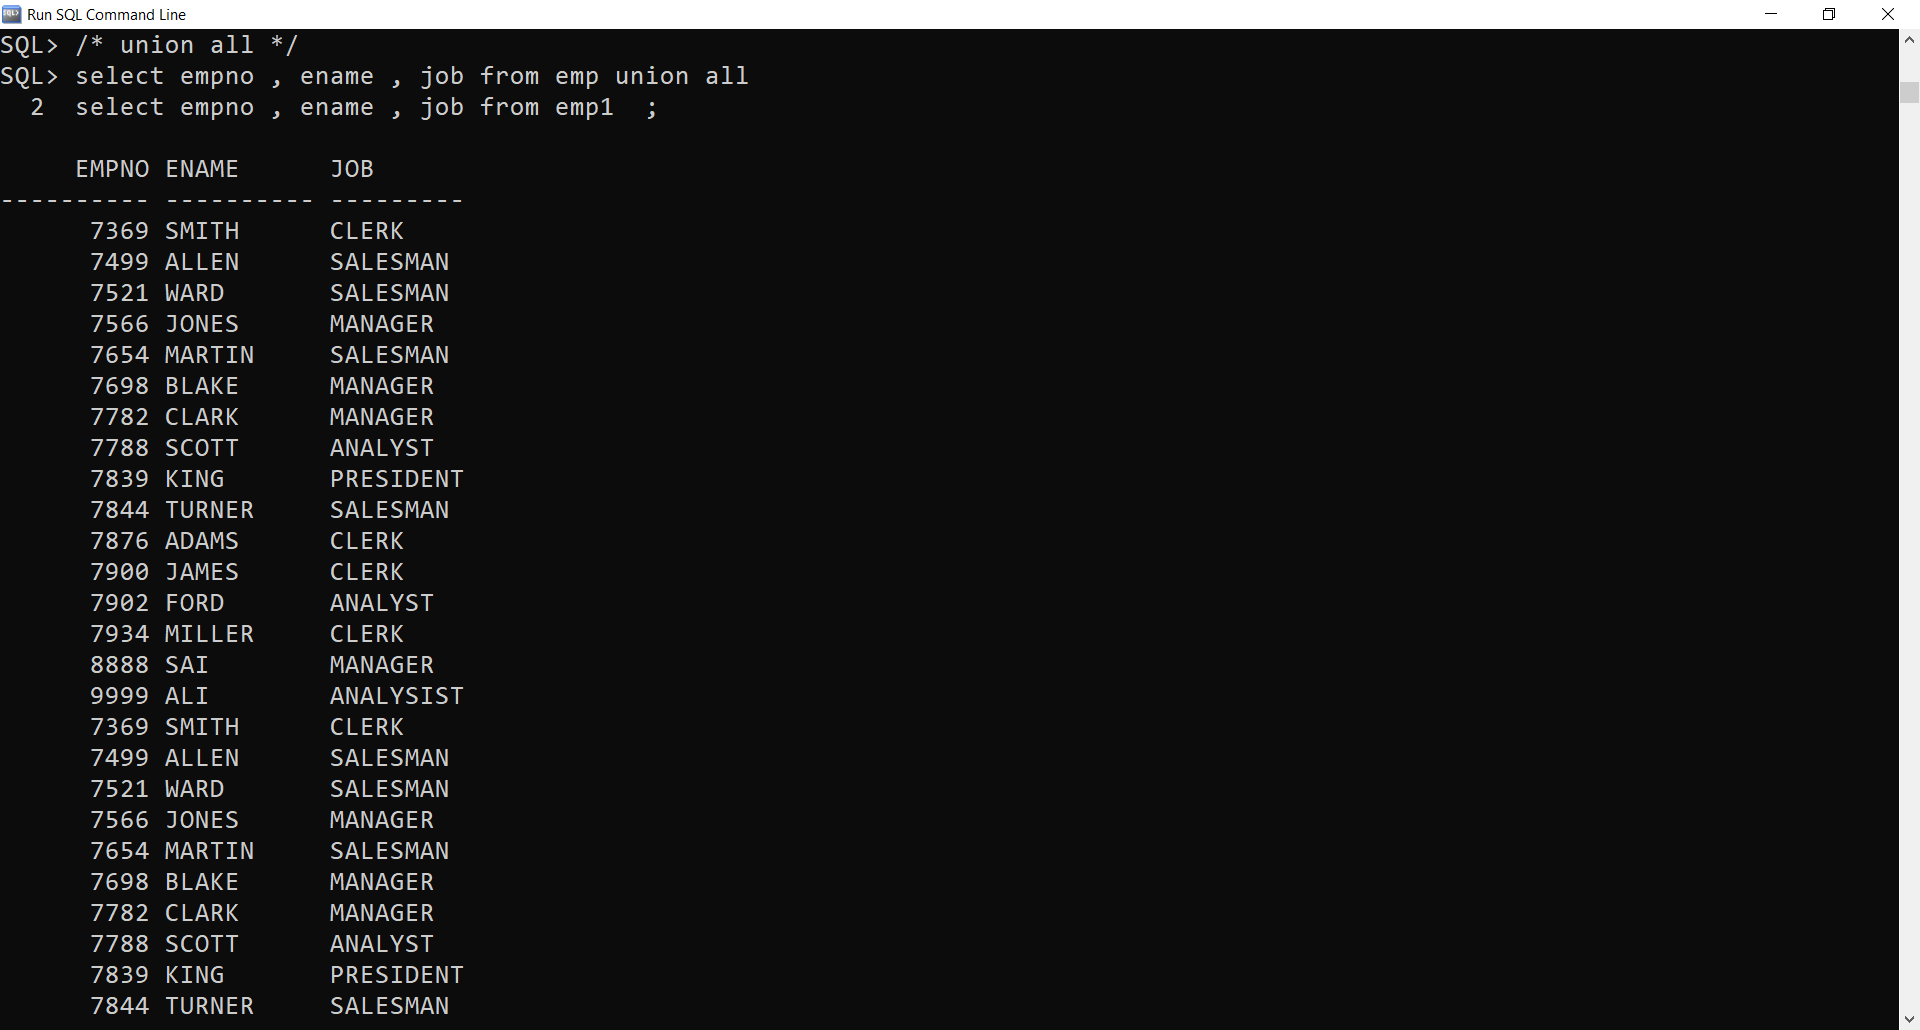 Run SQL Command Line
SQL> /* union all */
SQL> select empno , ename , job from emp union all
  2  select empno , ename , job from emp1  ;

     EMPNO ENAME      JOB
---------- ---------- ---------
      7369 SMITH      CLERK
      7499 ALLEN      SALESMAN
      7521 WARD       SALESMAN
      7566 JONES      MANAGER
      7654 MARTIN     SALESMAN
      7698 BLAKE      MANAGER
      7782 CLARK      MANAGER
      7788 SCOTT      ANALYST
      7839 KING       PRESIDENT
      7844 TURNER     SALESMAN
      7876 ADAMS      CLERK
      7900 JAMES      CLERK
      7902 FORD       ANALYST
      7934 MILLER     CLERK
      8888 SAI        MANAGER
      9999 ALI        ANALYSIST
      7369 SMITH      CLERK
      7499 ALLEN      SALESMAN
      7521 WARD       SALESMAN
      7566 JONES      MANAGER
      7654 MARTIN     SALESMAN
      7698 BLAKE      MANAGER
      7782 CLARK      MANAGER
      7788 SCOTT      ANALYST
      7839 KING       PRESIDENT
      7844 TURNER     SALESMAN